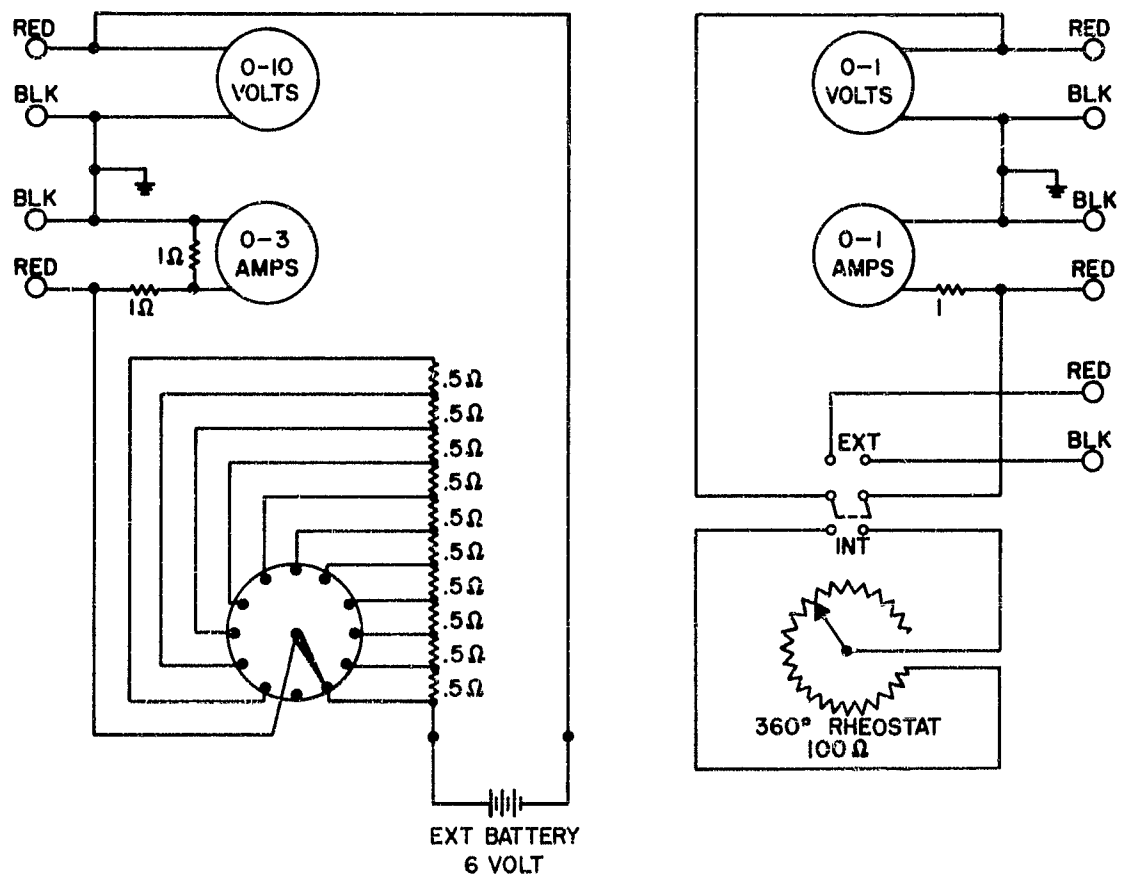 RED
BLK
0-10
VOLTS
BLK
RED
1Ω
1Ω
0-3
AMPS
.5Ω
.5Ω
.5Ω
.5Ω
.5Ω
.5Ω
.5Ω
.5Ω
.5Ω
.5Ω
EXT BATTERY
6 VOLT
0-1
VOLTS
RED
BLK
0-1
AMPS
BLK
RED
1
RED
BLK
EXT
INT
360° RHEOSTAT
100Ω